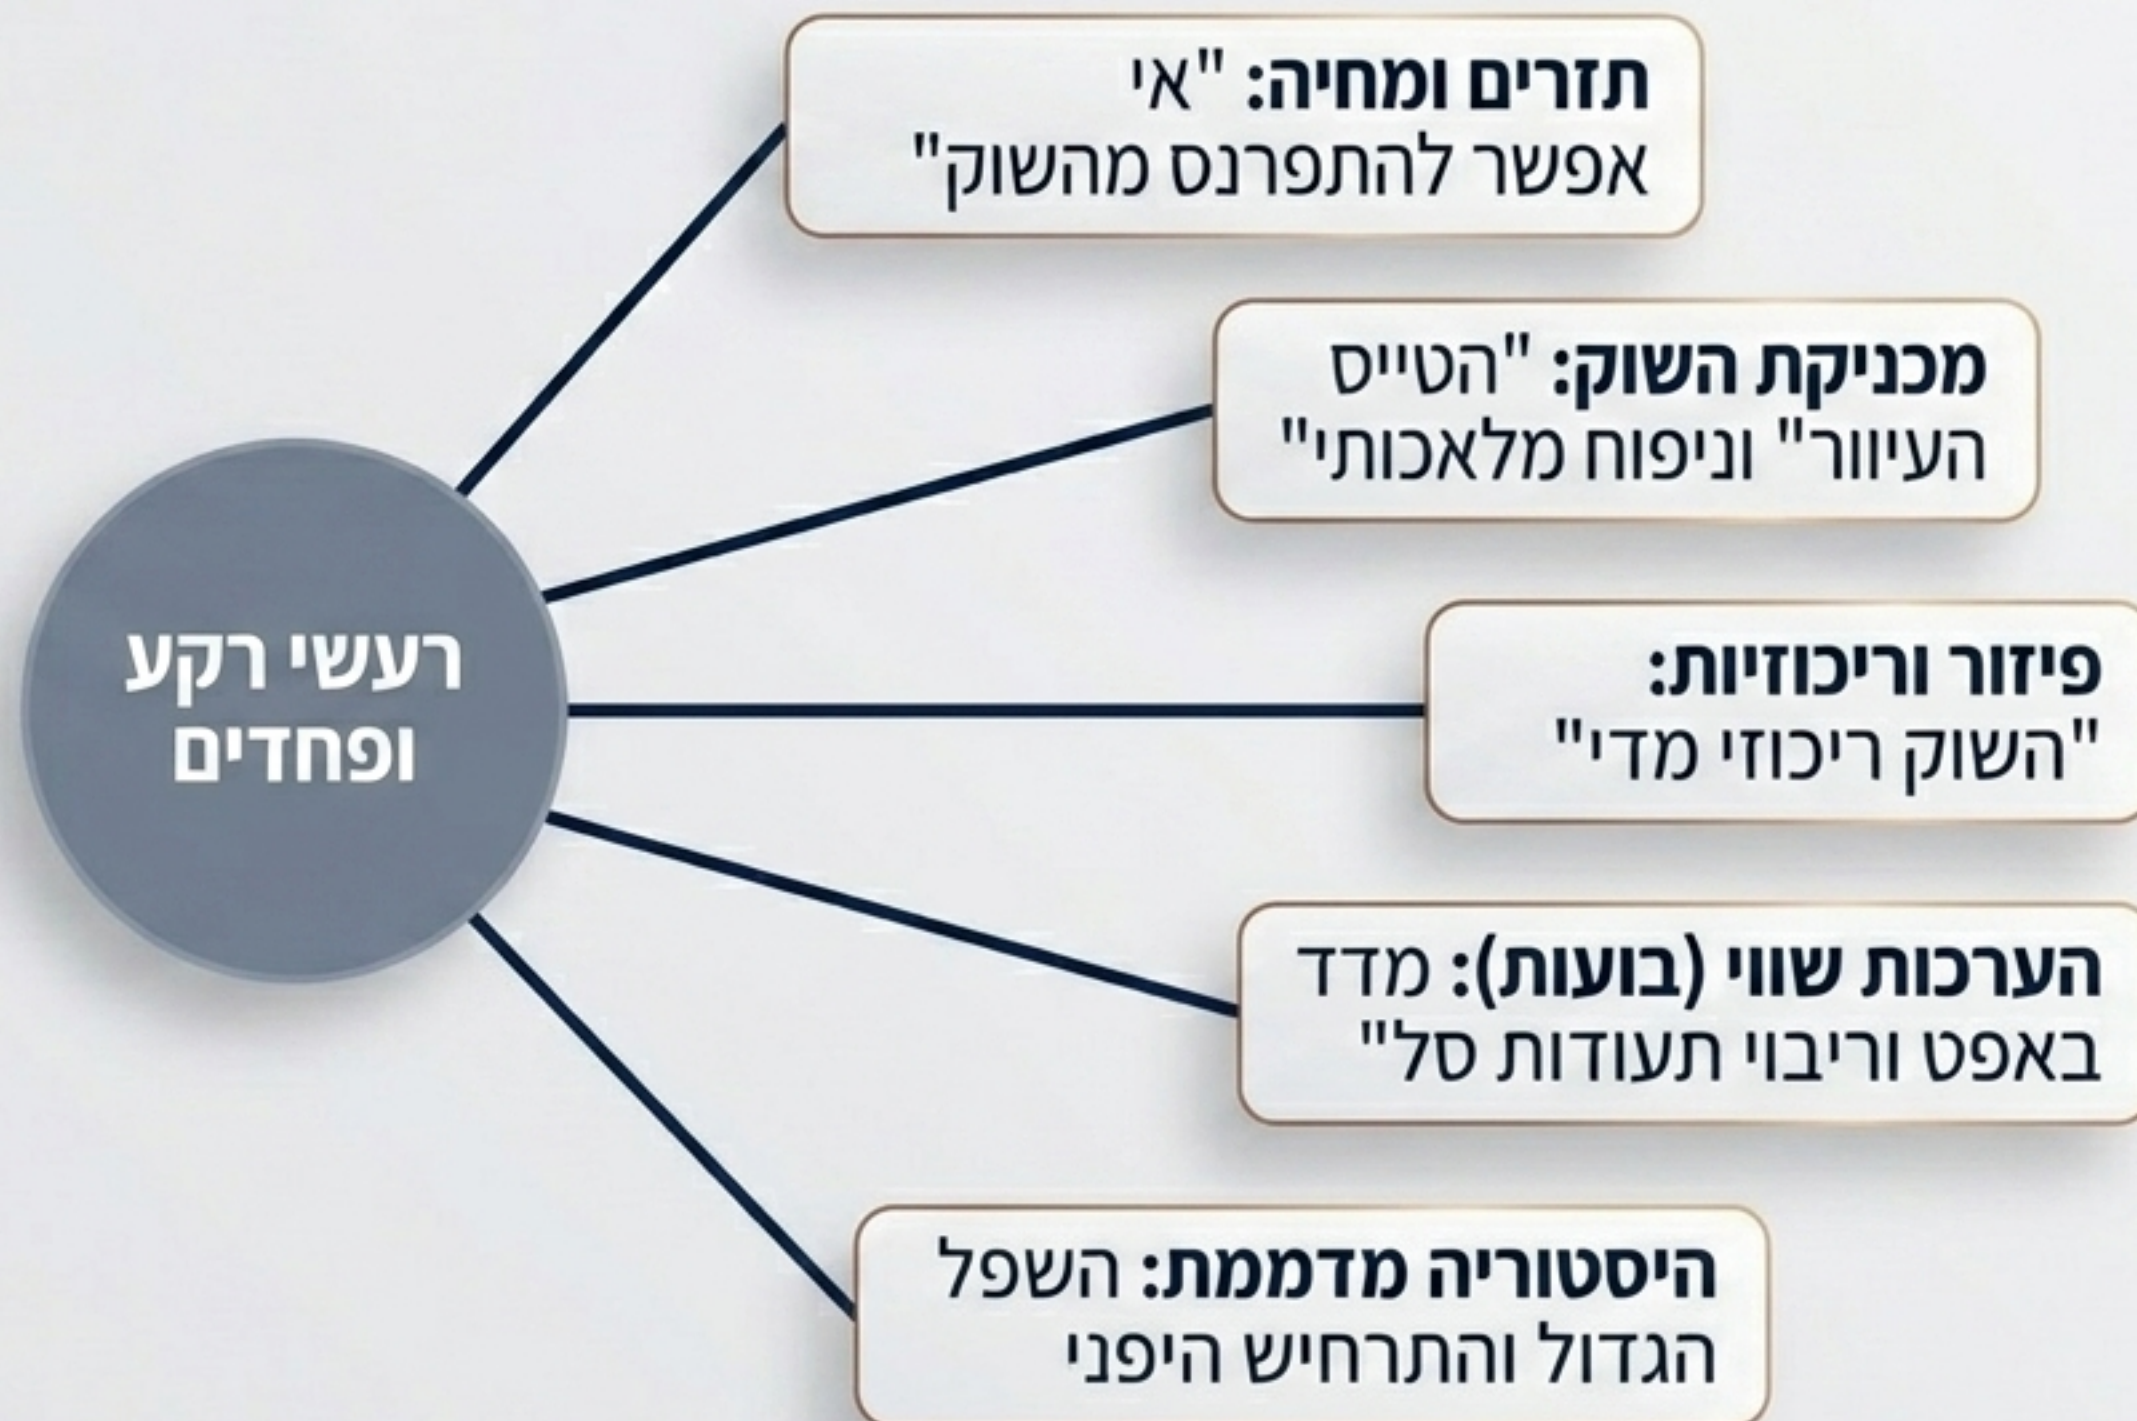 רעשי רקע
ופחדים
תזרים ומחיה: "אי
אפשר להתפרנס מהשוק"
מכניקת השוק: "הטייס
העיוור" וניפוח מלאכותי"
פיזור וריכוזיות:
"השוק ריכוזי מדי"
הערכות שווי (בועות): מדד
באפט וריבוי תעודות סל"
היסטוריה מדממת: השפל
הגדול והתרחיש היפני